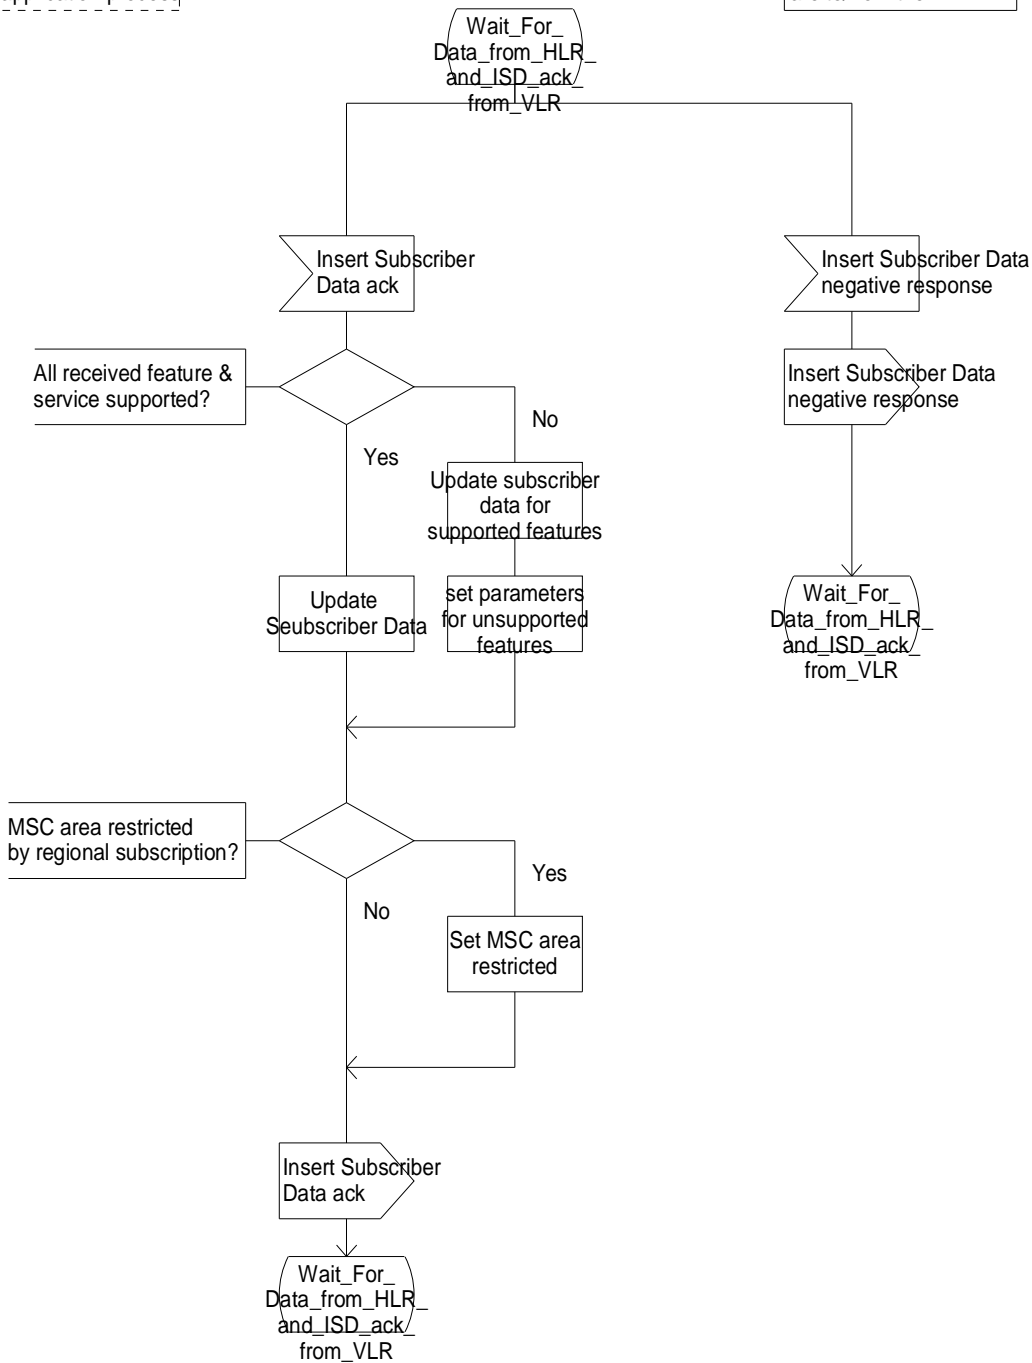 Wait_For_
Data_from_HLR_
and_ISD_ack_
from_VLR
Insert Subscriber
Data ack
Insert Subscriber Data
negative response
All received feature &
service supported?
Insert Subscriber Data
negative response
No
Yes
Update subscriber
data for
supported features
Update
Seubscriber Data
set parameters
for unsupported
features
Wait_For_
Data_from_HLR_
and_ISD_ack_
from_VLR
MSC area restricted
by regional subscription?
Yes
No
Set MSC area
restricted
Insert Subscriber
Data ack
Wait_For_
Data_from_HLR_
and_ISD_ack_
from_VLR